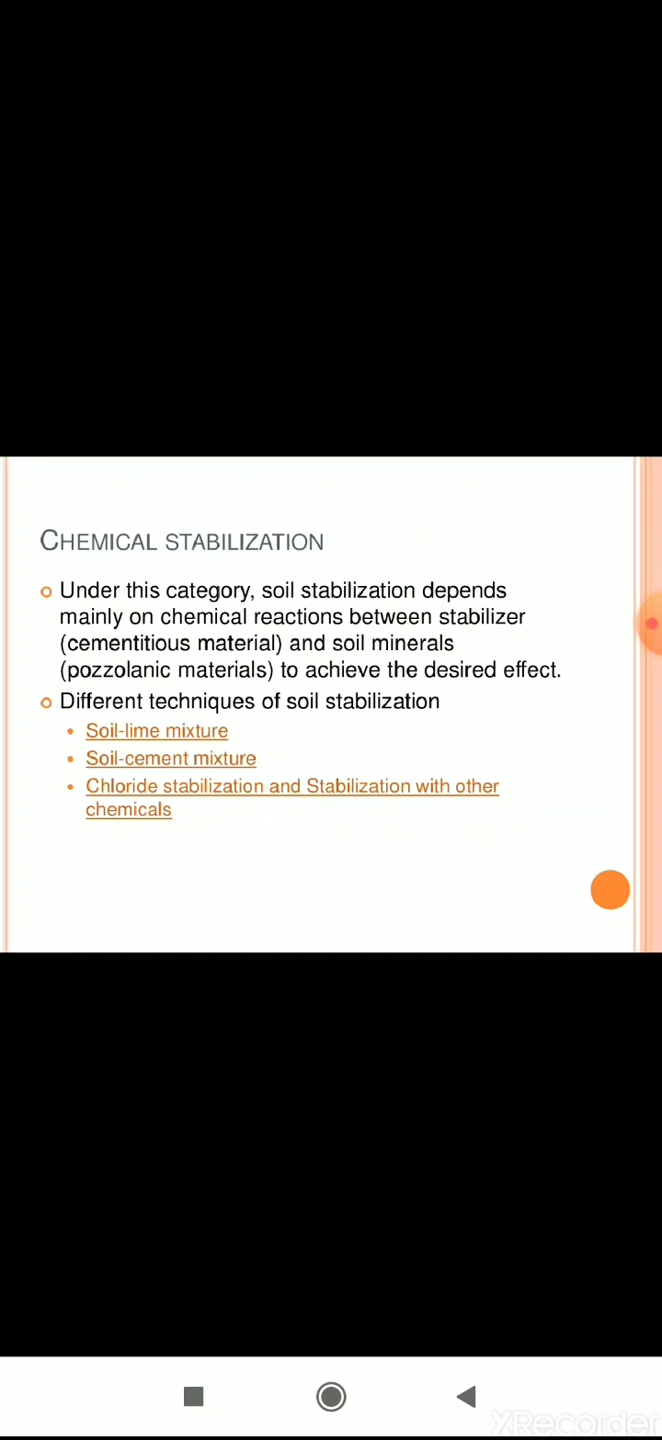 CHEMICAL STABILIZATION
Under this category, soil stabilization depends
mainly on chemical reactions between stabilizer
(cementitious material) and soil minerals
(pozzolanic materials) to achieve the desired effect.
Different techniques of soil stabilization
Soil-lime mixture
Soil-cement mixture
Chloride stabilization and Stabilization with other
chemicals
XRecorder